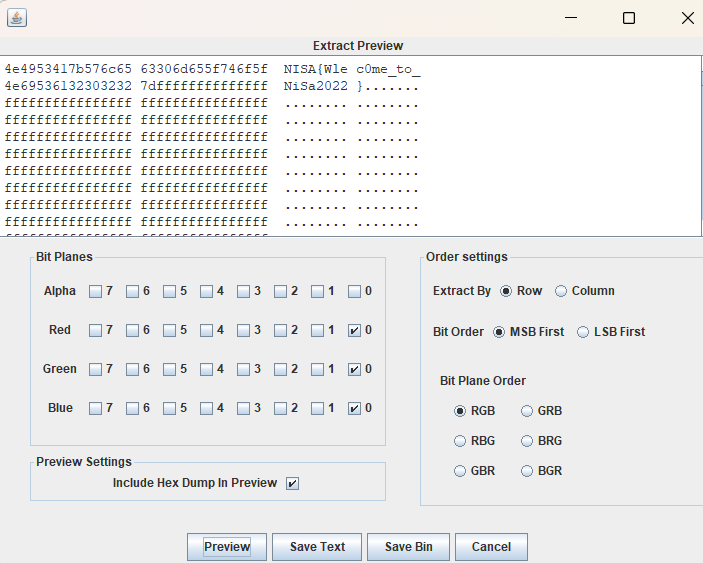 Extract Preview
4e4953417b576c65 63306d655f746f5f NISA{Wle c0me_to_
4e69536132303232 7dffffffffffffff NiSa2022 }.......
ffffffffffffffff ffffffffffffffff ........ ........
ffffffffffffffff ffffffffffffffff ........ ........
ffffffffffffffff ffffffffffffffff ........ ........
ffffffffffffffff ffffffffffffffff ........ ........
ffffffffffffffff ffffffffffffffff ........ ........
ffffffffffffffff ffffffffffffffff ........ ........
ffffffffffffffff ffffffffffffffff ........ ........
ffffffffffffffff ffffffffffffffff ........ ........
Bit Planes
Alpha 7 6 5 4 3 2 1 0
Red 7 6 5 4 3 2 1 0
Green 7 6 5 4 3 2 1 0
Blue 7 6 5 4 3 2 1 0
Preview Settings
Include Hex Dump In Preview
Order settings
Extract By Row Column
Bit Order MSB First LSB First
Bit Plane Order
RGB GRB
RBG BRG
GBR BGR
Preview Save Text Save Bin Cancel